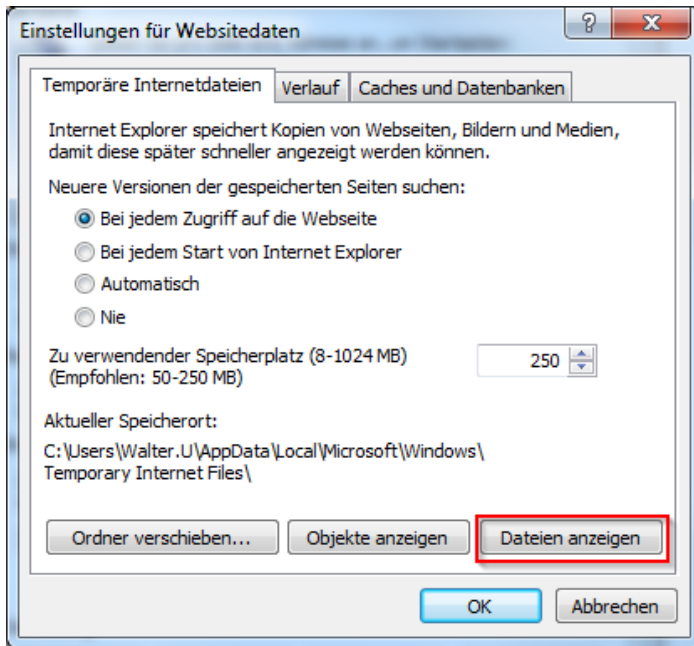 Einstellungen für Websitedaten
?
Temporäre Internetdateien Verlauf Caches und Datenbanken
Internet Explorer speichert Kopien von Webseiten, Bildern und Medien,
damit diese später schneller angezeigt werden können.
Neuere Versionen der gespeicherten Seiten suchen:
Bei jedem Zugriff auf die Webseite
Bei jedem Start von Internet Explorer
Automatisch
Nie
Zu verwendender Speicherplatz (8-1024 MB)
(Empfohlen: 50-250 MB)
250
Aktueller Speicherort:
C:\Users\Walter.U\AppData\Local\Microsoft\Windows\
Temporary Internet Files\
Ordner verschieben... Objekte anzeigen Dateien anzeigen
OK Abbrechen